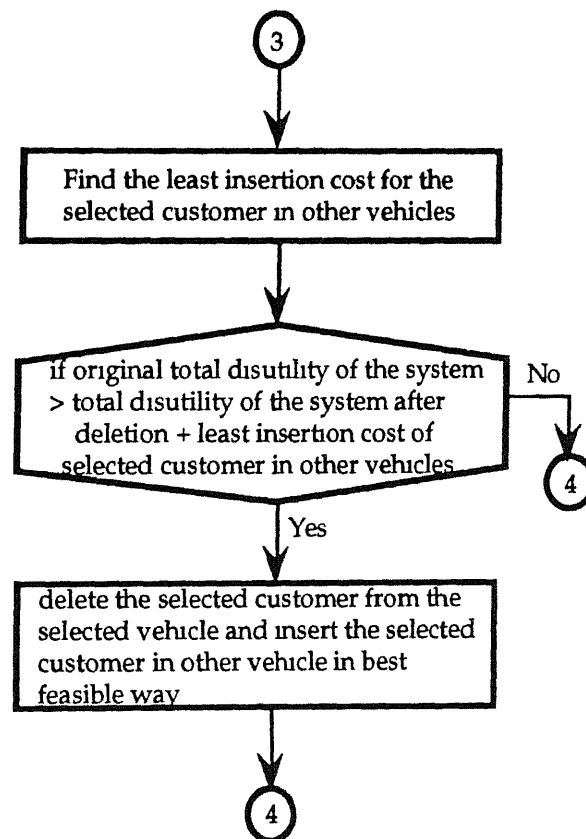 3
Find the least insertion cost for the
selected customer in other vehicles
if original total disutility of the system
> total disutility of the system after
deletion + least insertion cost of
selected customer in other vehicles
No
4
Yes
delete the selected customer from the
selected vehicle and insert the selected
customer in other vehicle in best
feasible way
4